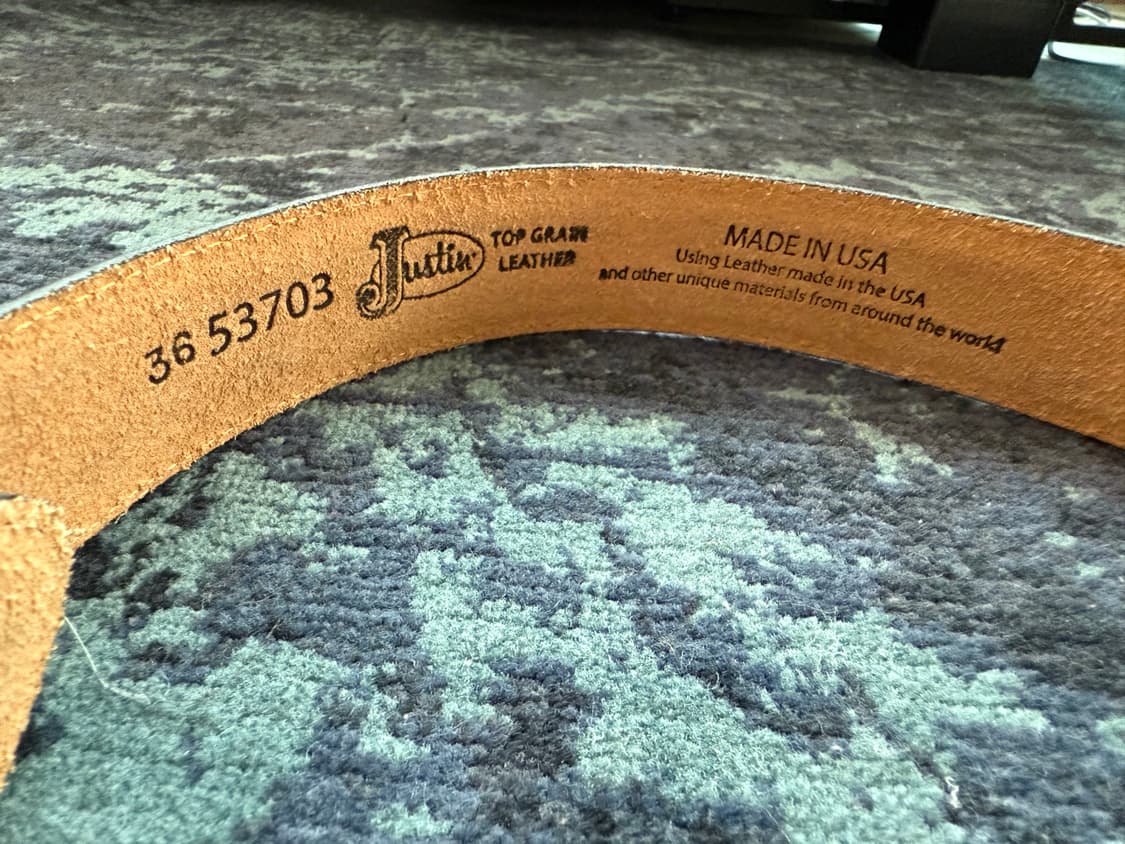 36 53703
Justin
TOP GRAIN
LEATHER
MADE IN USA
Using Leather made in the USA
and other unique materials from around the world